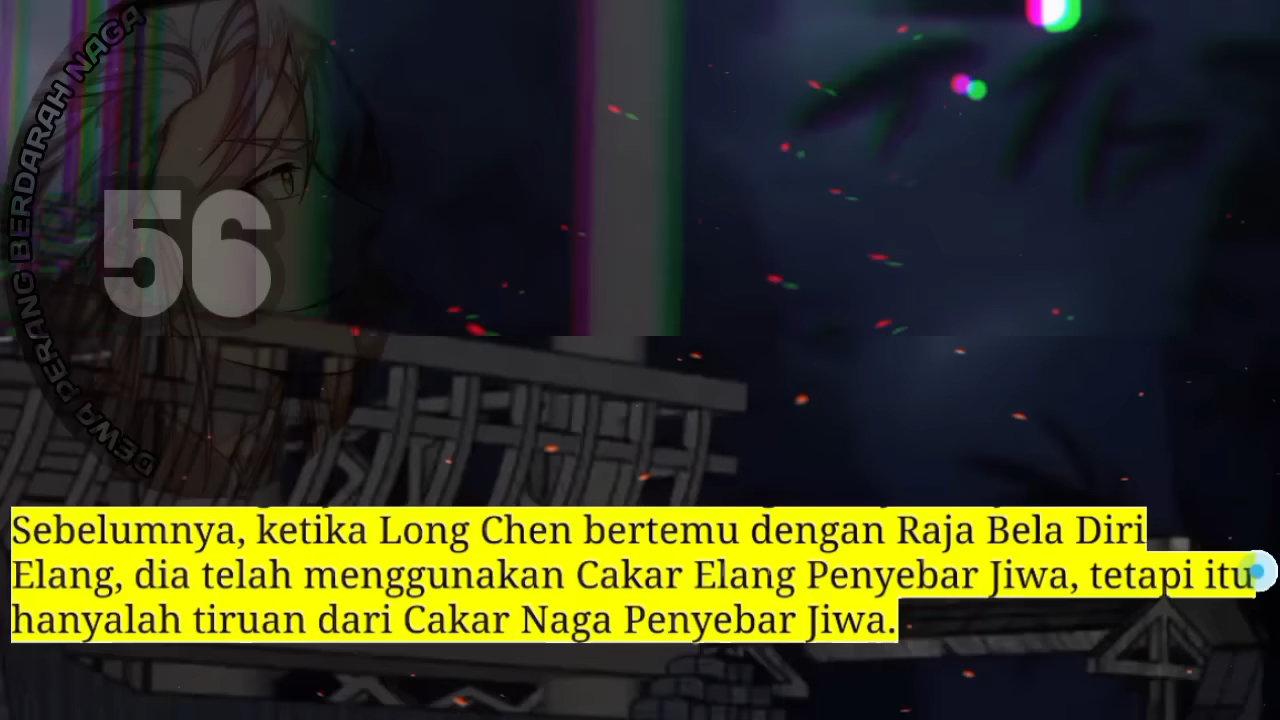 DEWA PERANG BERDARAH NAGA
56
Sebelumnya, ketika Long Chen bertemu dengan Raja Bela Diri
Elang, dia telah menggunakan Cakar Elang Penyebar Jiwa, tetapi itu
hanyalah tiruan dari Cakar Naga Penyebar Jiwa.